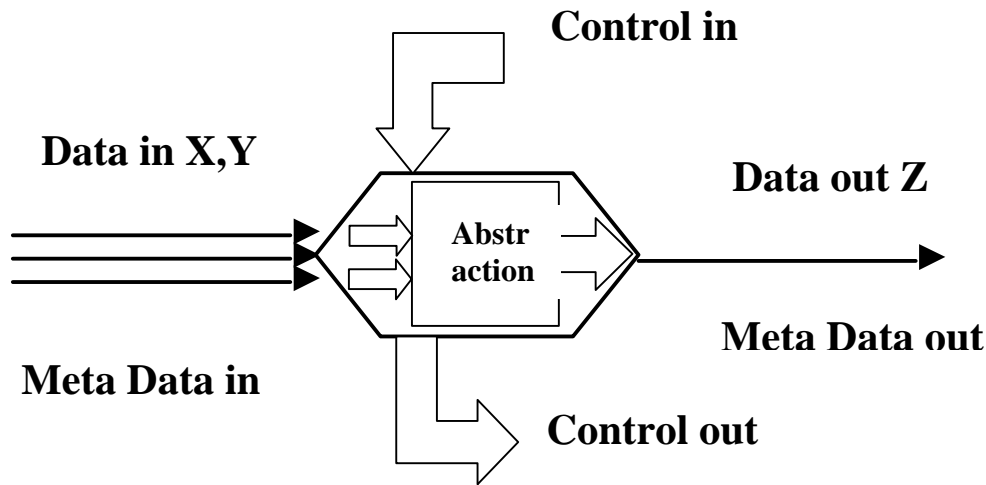 Control in
Data in X,Y
Data out Z
Abstr
action
Meta Data out
Meta Data in
Control out